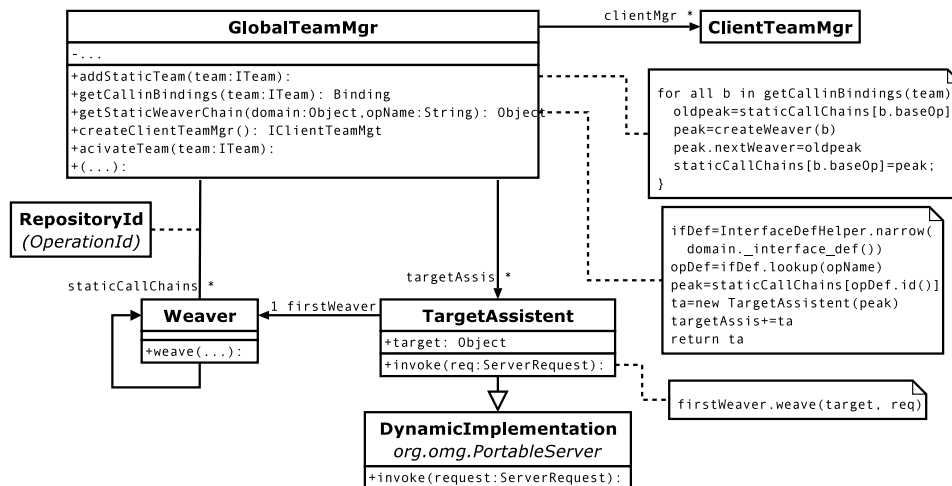 GlobalTeamMgr
-...
+addStaticTeam(team:ITeam):
+getCallinBindings(team:ITeam): Binding
+getStaticWeaverChain(domain:Object,opName:String): Object
+createClientTeamMgr(): IClientTeamMgt
+acivateTeam(team:ITeam):
+(...):
clientMgr *
ClientTeamMgr
for all b in getCallinBindings(team)
oldpeak=staticCallChains[b.baseOp]
peak=createWeaver(b)
peak.nextWeaver=oldpeak
staticCallChains[b.baseOp]=peak;
}
RepositoryId
(OperationId)
ifDef=InterfaceDefHelper.narrow(
domain._interface_def())
opDef=ifDef.lookup(opName)
peak=staticCallChains[opDef.id()]
ta=new TargetAssistent(peak)
targetAssis+=ta
return ta
staticCallChains *
targetAssis *
Weaver
+weave(...):
1 firstWeaver
TargetAssistent
+target: Object
+invoke(req:ServerRequest):
firstWeaver.weave(target, req)
DynamicImplementation
org.omg.PortableServer
+invoke(request:ServerRequest):